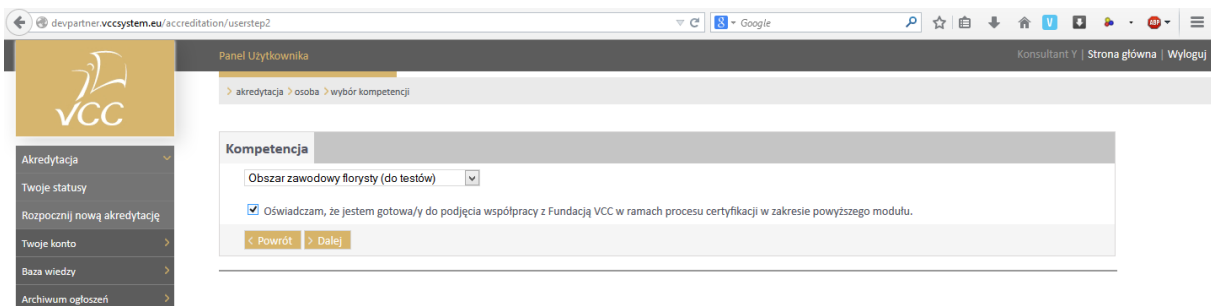 devpartner.vccsystem.eu/accreditation/userstep2
Google
ABP
Panel Użytkownika
Konsultant Y | Strona główna | Wyloguj
akredytacja > osoba > wybór kompetencji
VCC
Kompetencja
Akredytacja
Obszar zawodowy florysty (do testów)
Twoje statusy
Oświadczam, że jestem gotowa/y do podjęcia współpracy z Fundacją VCC w ramach procesu certyfikacji w zakresie powyższego modułu.
Rozpocznij nową akredytację
< Powrót > Dalej
Twoje konto
Baza wiedzy
Archiwum ogłoszeń